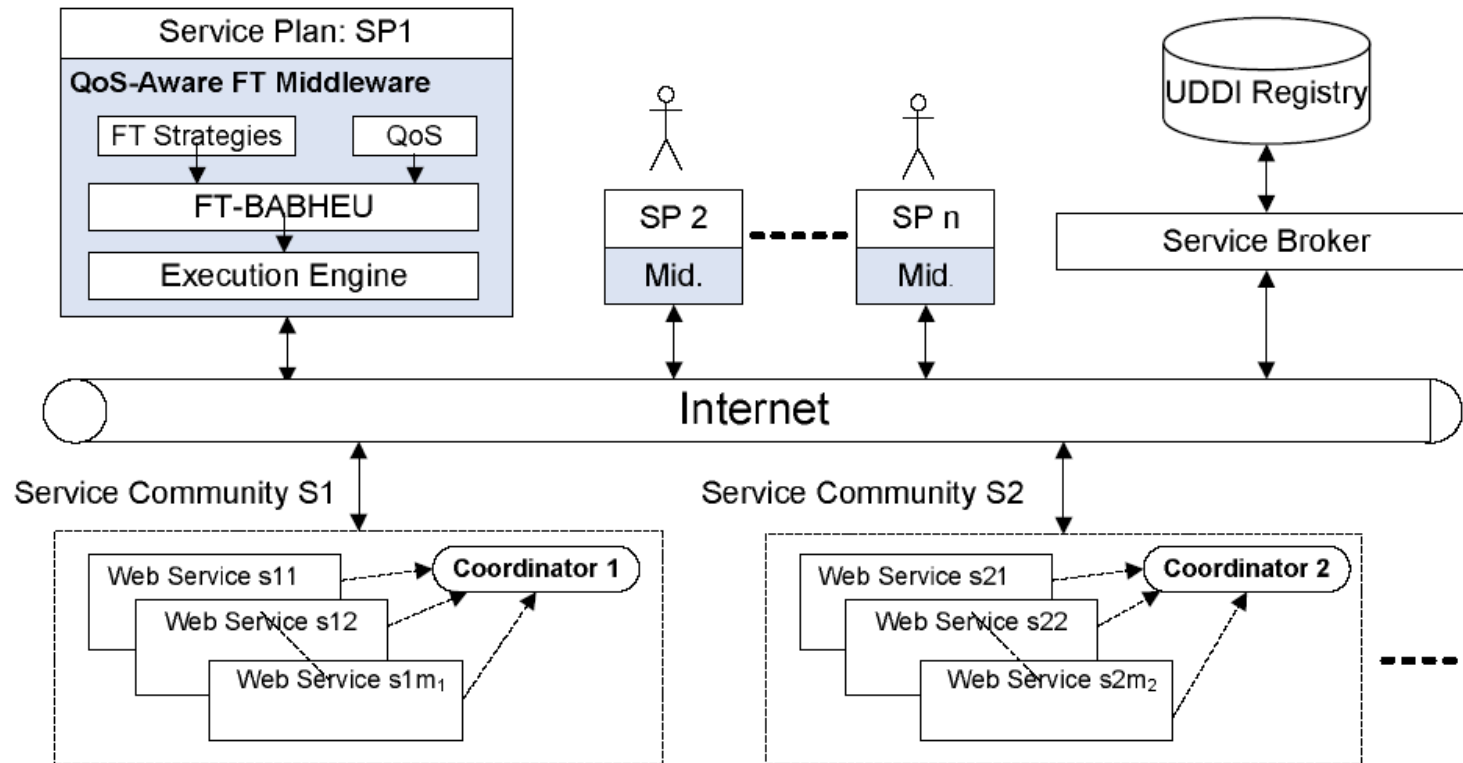 Service Plan: SP1
QoS-Aware FT Middleware
FT Strategies
QoS
FT-BABHEU
Execution Engine
SP 2
Mid.
SP n
Mid.
UDDI Registry
Service Broker
Internet
Service Community S1
Web Service s11
Web Service s12
Web Service s1m₁
Coordinator 1
Service Community S2
Web Service s21
Web Service s22
Web Service s2m₂
Coordinator 2